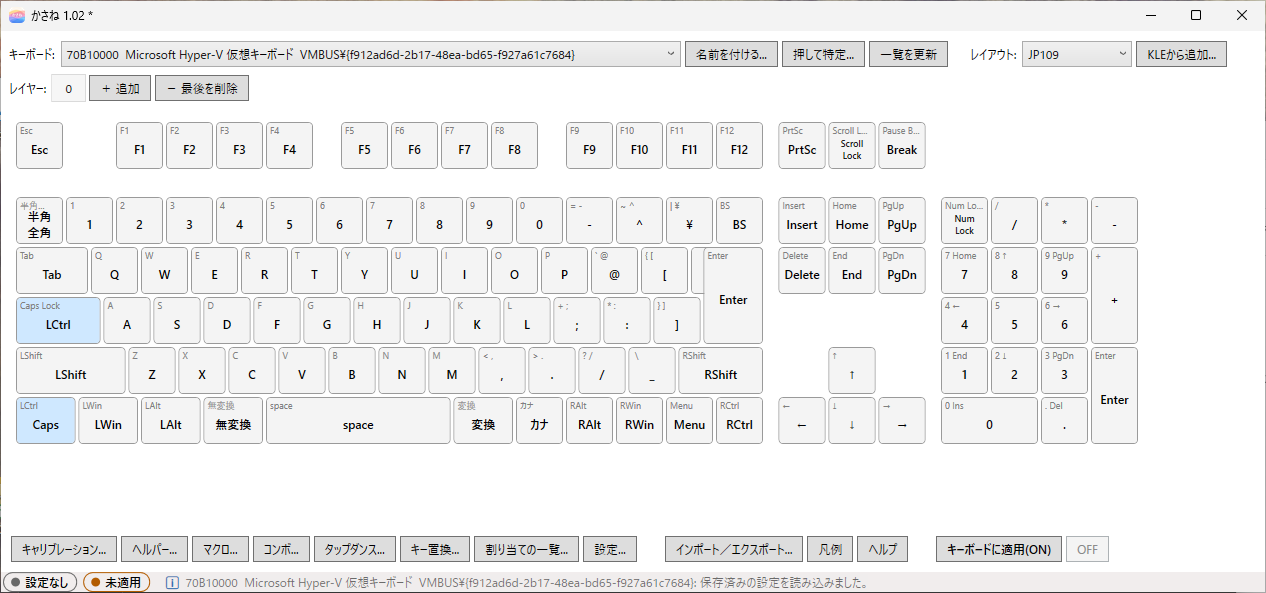 かさね 1.02 *
キーボード: 70B10000 Microsoft Hyper-V 仮想キーボード VMBUS¥{f912ad6d-2b17-48ea-bd65-f927a61c7684} 名前を付ける... 押して特定... 一覧を更新 レイアウト: JP109 KLEから追加...
レイヤー: 0 + 追加 − 最後を削除
Esc F1 F2 F3 F4 F5 F6 F7 F8 F9 F10 F11 F12 PrtSc Scroll L... Pause B...
Esc F1 F2 F3 F4 F5 F6 F7 F8 F9 F10 F11 F12 PrtSc Scroll Lock Break
半角... 1 2 3 4 5 6 7 8 9 0 = - ~ ^ | ¥ BS Insert Home PgUp Num Lo... / * -
半角 全角 1 2 3 4 5 6 7 8 9 0 - ^ ¥ BS Insert Home PgUp Num Lock / * -
Tab Q W E R T Y U I O P ` @ { [ Enter Delete End PgDn 7 Home 8 ↑ 9 PgUp +
Tab Q W E R T Y U I O P @ [ Enter Delete End PgDn 7 8 9 +
Caps Lock A S D F G H J K L + ; * : } ] 4 ← 5 6 →
LCtrl A S D F G H J K L ; : ] 4 5 6
LShift Z X C V B N M < , > . ? / \ RShift ↑ 1 End 2 ↓ 3 PgDn Enter
LShift Z X C V B N M , . / _ RShift ↑ 1 2 3 Enter
LCtrl LWin LAlt 無変換 space 変換 カナ RAlt RWin Menu RCtrl ← ↓ → 0 Ins . Del
Caps LWin LAlt 無変換 space 変換 カナ RAlt RWin Menu RCtrl ← ↓ → 0 .
キャリブレーション... ヘルパー... マクロ... コンボ... タップダンス... キー置換... 割り当ての一覧... 設定... インポート／エクスポート... 凡例 ヘルプ キーボードに適用(ON) OFF
設定なし 未適用 i 70B10000 Microsoft Hyper-V 仮想キーボード VMBUS¥{f912ad6d-2b17-48ea-bd65-f927a61c7684}: 保存済みの設定を読み込みました。